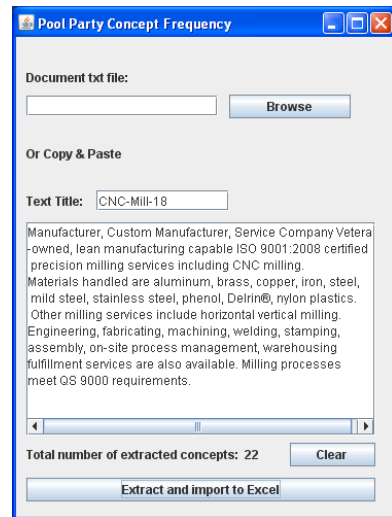 Pool Party Concept Frequency
Document txt file:
Browse
Or Copy & Paste
Text Title: CNC-Mill-18
Manufacturer, Custom Manufacturer, Service Company Vetera
-owned, lean manufacturing capable ISO 9001:2008 certified
precision milling services including CNC milling.
Materials handled are aluminum, brass, copper, iron, steel,
mild steel, stainless steel, phenol, Delrin®, nylon plastics.
Other milling services include horizontal vertical milling.
Engineering, fabricating, machining, welding, stamping,
assembly, on-site process management, warehousing
fulfillment services are also available. Milling processes
meet QS 9000 requirements.
Total number of extracted concepts: 22 Clear
Extract and import to Excel